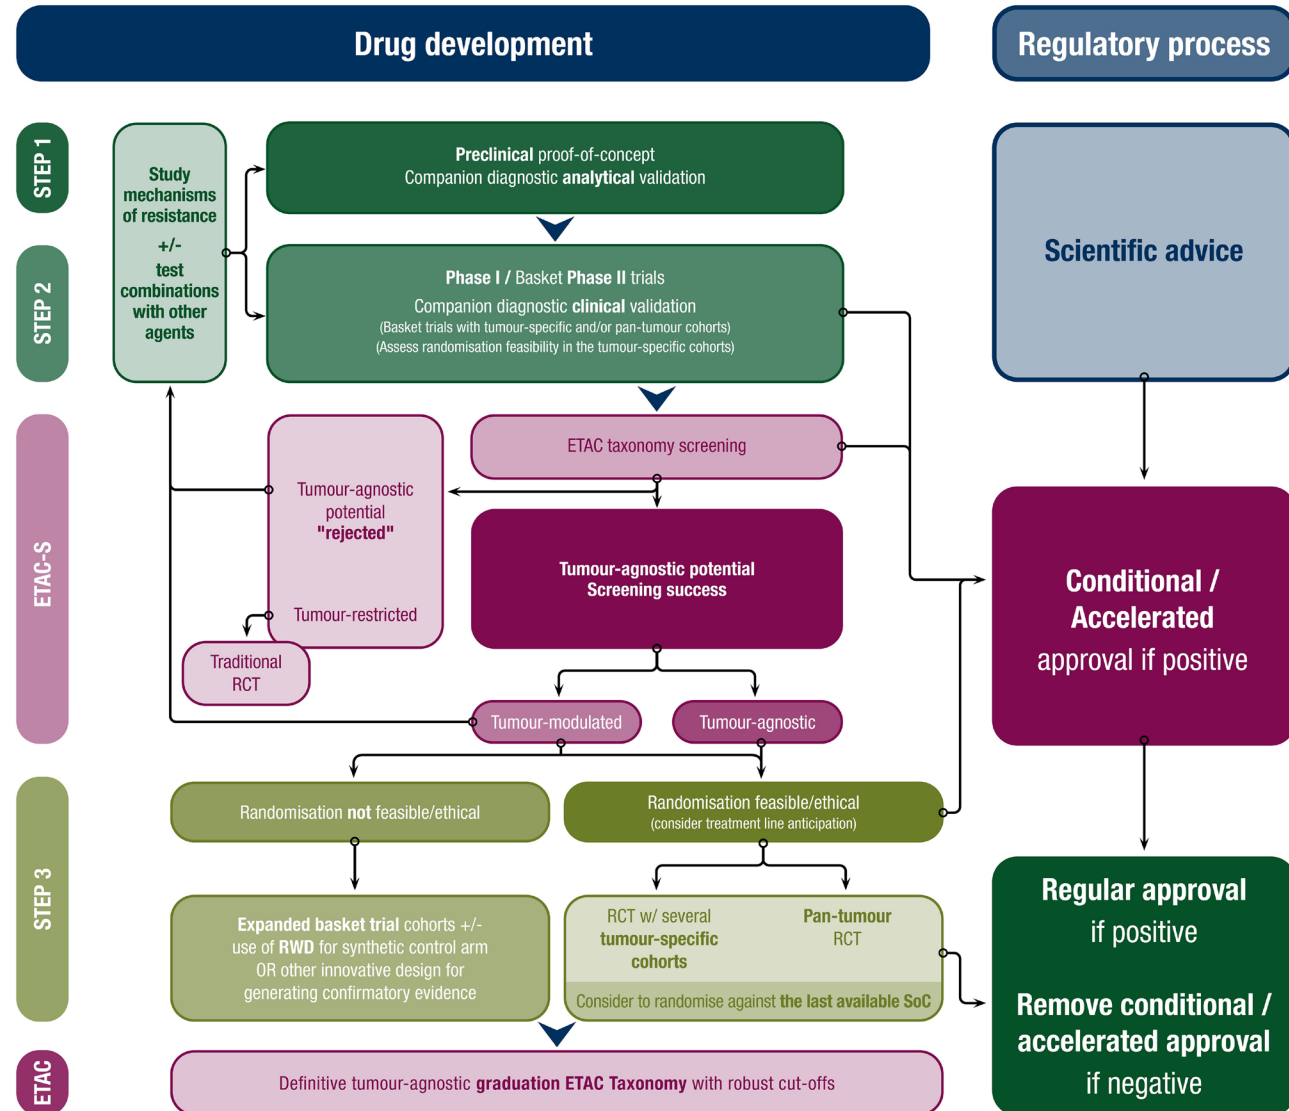 Drug development
Regulatory process
STEP 1
Study
mechanisms
of resistance
+/-
test
combinations
with other
agents
Preclinical proof-of-concept
Companion diagnostic analytical validation
Scientific advice
STEP 2
Phase I / Basket Phase II trials
Companion diagnostic clinical validation
(Basket trials with tumour-specific and/or pan-tumour cohorts)
(Assess randomisation feasibility in the tumour-specific cohorts)
ETAC-S
ETAC taxonomy screening
Tumour-agnostic
potential
"rejected"
Tumour-restricted
Traditional
RCT
Tumour-agnostic potential
Screening success
Tumour-modulated
Tumour-agnostic
Conditional /
Accelerated
approval if positive
STEP 3
Randomisation not feasible/ethical
Randomisation feasible/ethical
(consider treatment line anticipation)
Expanded basket trial cohorts +/-
use of RWD for synthetic control arm
OR other innovative design for
generating confirmatory evidence
RCT w/ several
tumour-specific
cohorts
Pan-tumour
RCT
Consider to randomise against the last available SoC
Regular approval
if positive
Remove conditional /
accelerated approval
if negative
ETAC
Definitive tumour-agnostic graduation ETAC Taxonomy with robust cut-offs